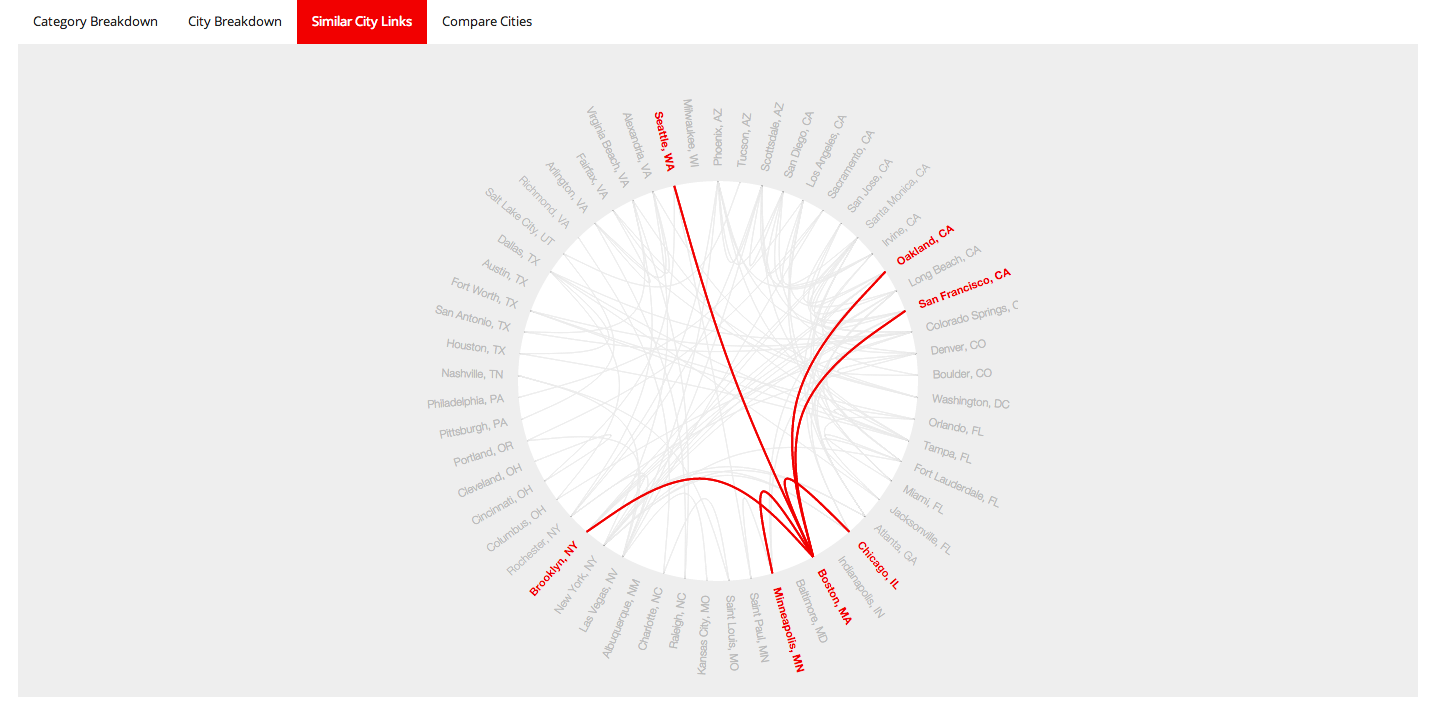 Category Breakdown
City Breakdown
Similar City Links
Compare Cities
Milwaukee, WI
Phoenix, AZ
Tucson, AZ
Scottsdale, AZ
San Diego, CA
Los Angeles, CA
Sacramento, CA
San Jose, CA
Santa Monica, CA
Irvine, CA
Oakland, CA
Long Beach, CA
San Francisco, CA
Colorado Springs, C
Denver, CO
Boulder, CO
Washington, DC
Orlando, FL
Tampa, FL
Fort Lauderdale, FL
Miami, FL
Jacksonville, FL
Atlanta, GA
Chicago, IL
Indianapolis, IN
Boston, MA
Baltimore, MD
Minneapolis, MN
Saint Paul, MN
Saint Louis, MO
Kansas City, MO
Raleigh, NC
Charlotte, NC
Albuquerque, NM
Las Vegas, NV
New York, NY
Brooklyn, NY
Rochester, NY
Columbus, OH
Cincinnati, OH
Cleveland, OH
Portland, OR
Pittsburgh, PA
Philadelphia, PA
Nashville, TN
Houston, TX
San Antonio, TX
Fort Worth, TX
Austin, TX
Dallas, TX
Salt Lake City, UT
Richmond, VA
Arlington, VA
Fairfax, VA
Virginia Beach, VA
Alexandria, VA
Seattle, WA